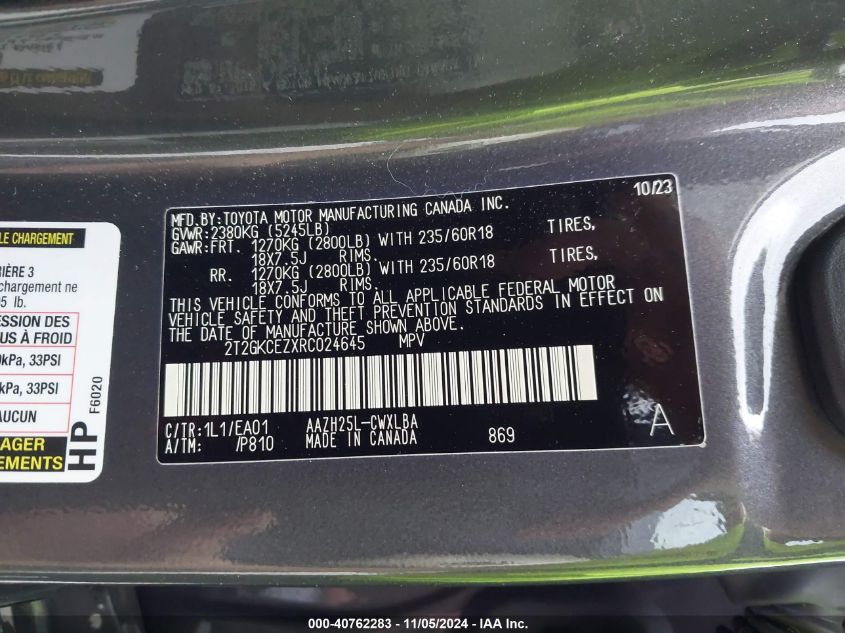 10/23
MFD.BY:TOYOTA MOTOR MANUFACTURING CANADA INC.
GVWR:2380KG (5245LB)
GAWR:FRT. 1270KG (2800LB) WITH 235/60R18 TIRES,
18X7.5J RIMS.
RR. 1270KG (2800LB) WITH 235/60R18 TIRES,
18X7.5J RIMS.
THIS VEHICLE CONFORMS TO ALL APPLICABLE FEDERAL MOTOR
VEHICLE SAFETY AND THEFT PREVENTION STANDARDS IN EFFECT ON
THE DATE OF MANUFACTURE SHOWN ABOVE.
2T2GKCEZXRC024645 MPV
C/TR:1L1/EA01 AAZH25L-CWXLBA
A/TM: /P810 MADE IN CANADA 869 A
CHARGEMENT
IÈRE 3
chargement ne
lb.
ESSION DES
US À FROID
kPa, 33PSI
kPa, 33PSI
AUCUN
AGER
EMENTS
HP F6020
000-40762283 - 11/05/2024 - IAA Inc.